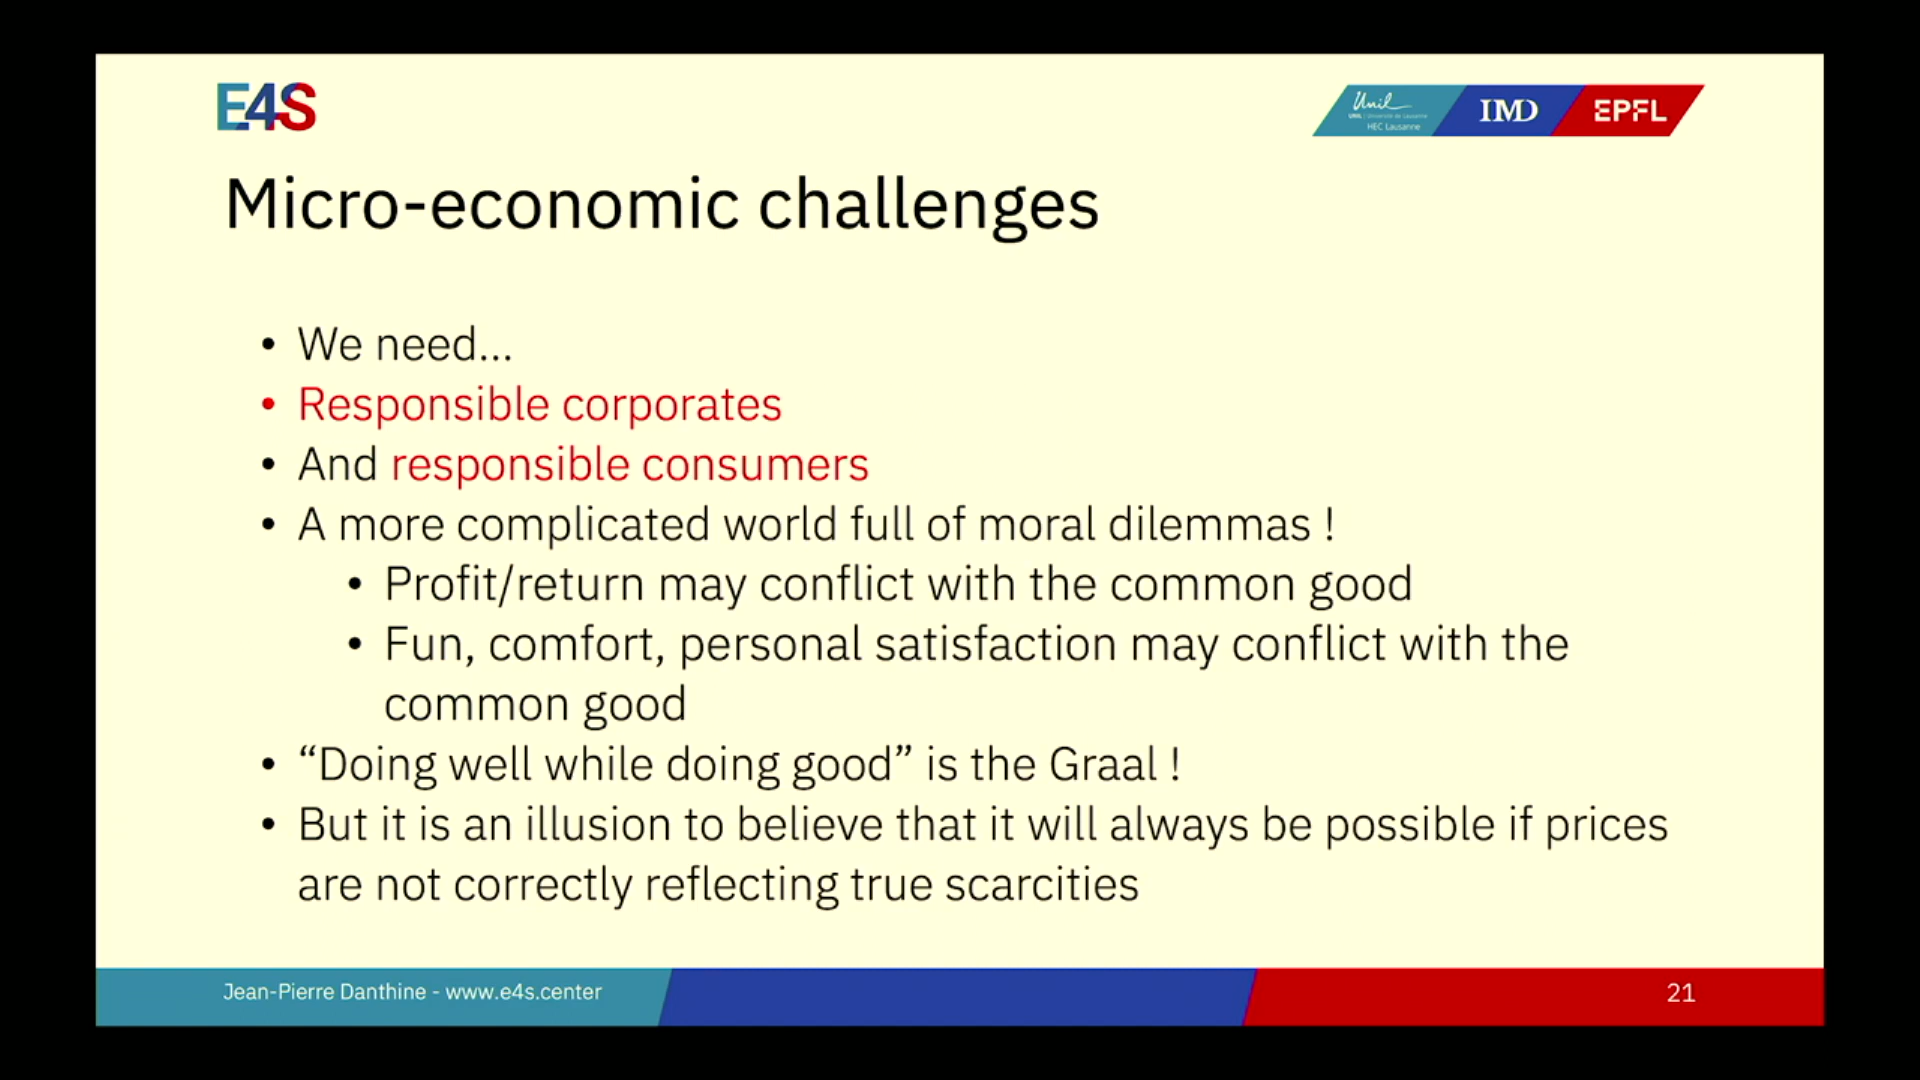 E4S
Unil
UNIL | Université de Lausanne
HEC Lausanne
IMD
EPFL
Micro-economic challenges
• We need...
• Responsible corporates
• And responsible consumers
• A more complicated world full of moral dilemmas !
• Profit/return may conflict with the common good
• Fun, comfort, personal satisfaction may conflict with the
common good
• “Doing well while doing good” is the Graal !
• But it is an illusion to believe that it will always be possible if prices
are not correctly reflecting true scarcities
Jean-Pierre Danthine - www.e4s.center
21